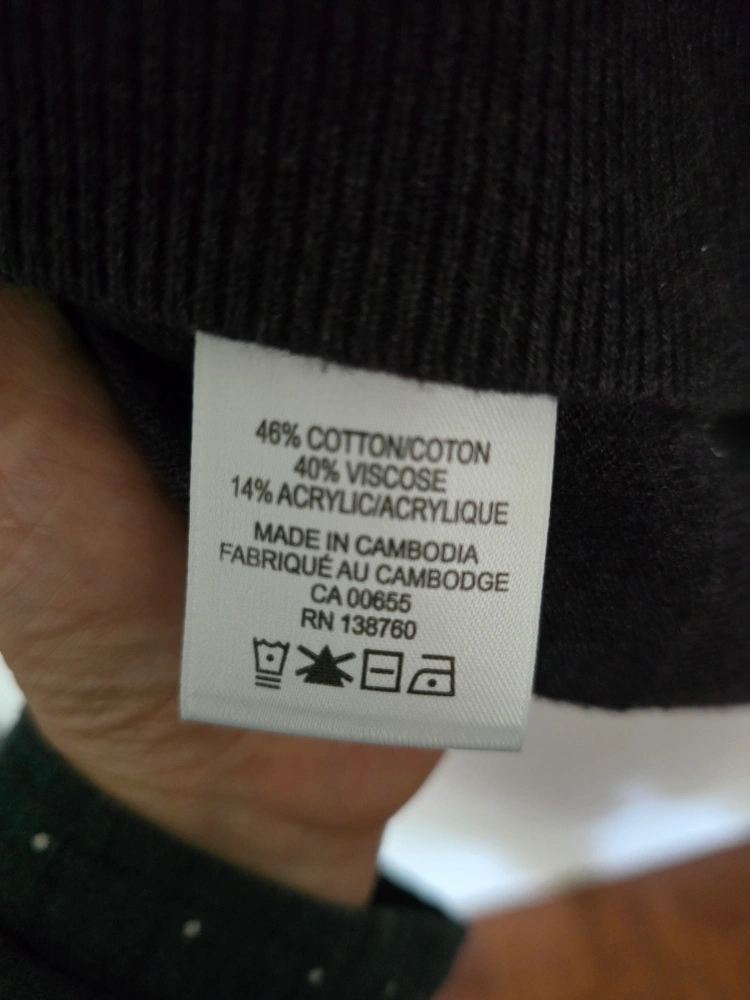 46% COTTON/COTON
40% VISCOSE
14% ACRYLIC/ACRYLIQUE
MADE IN CAMBODIA
FABRIQUÉ AU CAMBODGE
CA 00655
RN 138760